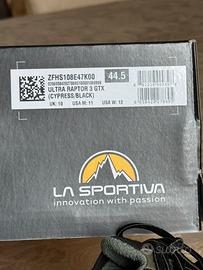 ZFHS108E47K00
44.5
ULTRA RAPTOR 3 GTX
(CYPRESS/BLACK)
UK: 10 USA M: 11 USA W: 12
LA SPORTIVA
innovation with passion